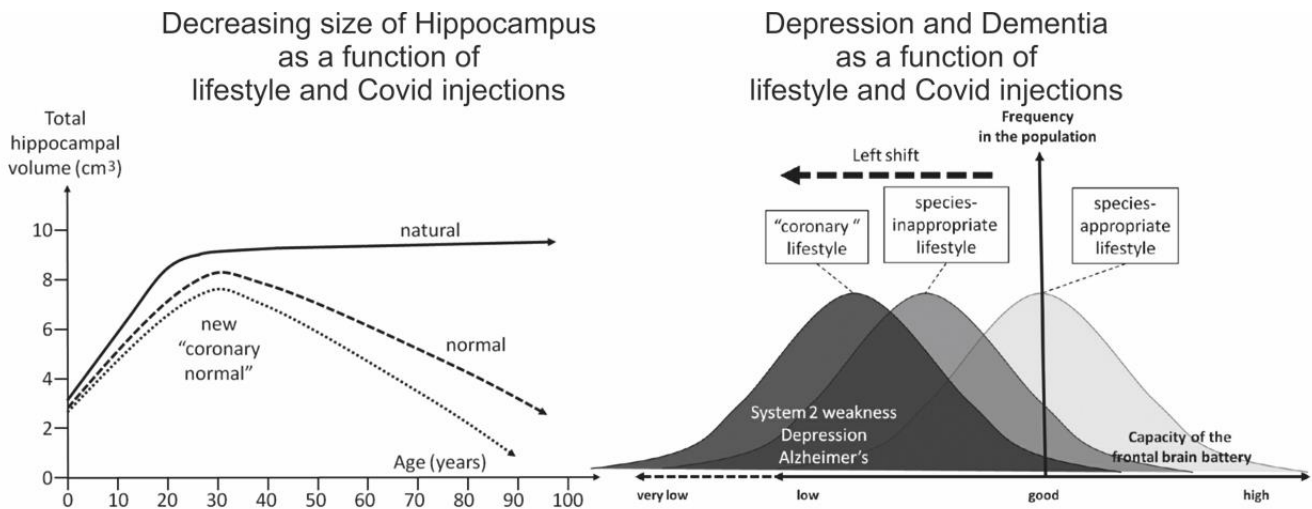 Decreasing size of Hippocampus
as a function of
lifestyle and Covid injections
Total
hippocampal
volume (cm3)
10
8
6
4
2
0
natural
normal
new
"coronary
normal"
Age (years)
0 10 20 30 40 50 60 70 80 90 100
Depression and Dementia
as a function of
lifestyle and Covid injections
Frequency
in the population
Left shift
"coronary "
lifestyle
species-
inappropriate
lifestyle
species-
appropriate
lifestyle
System 2 weakness
Depression
Alzheimer's
Capacity of the
frontal brain battery
very low low good high